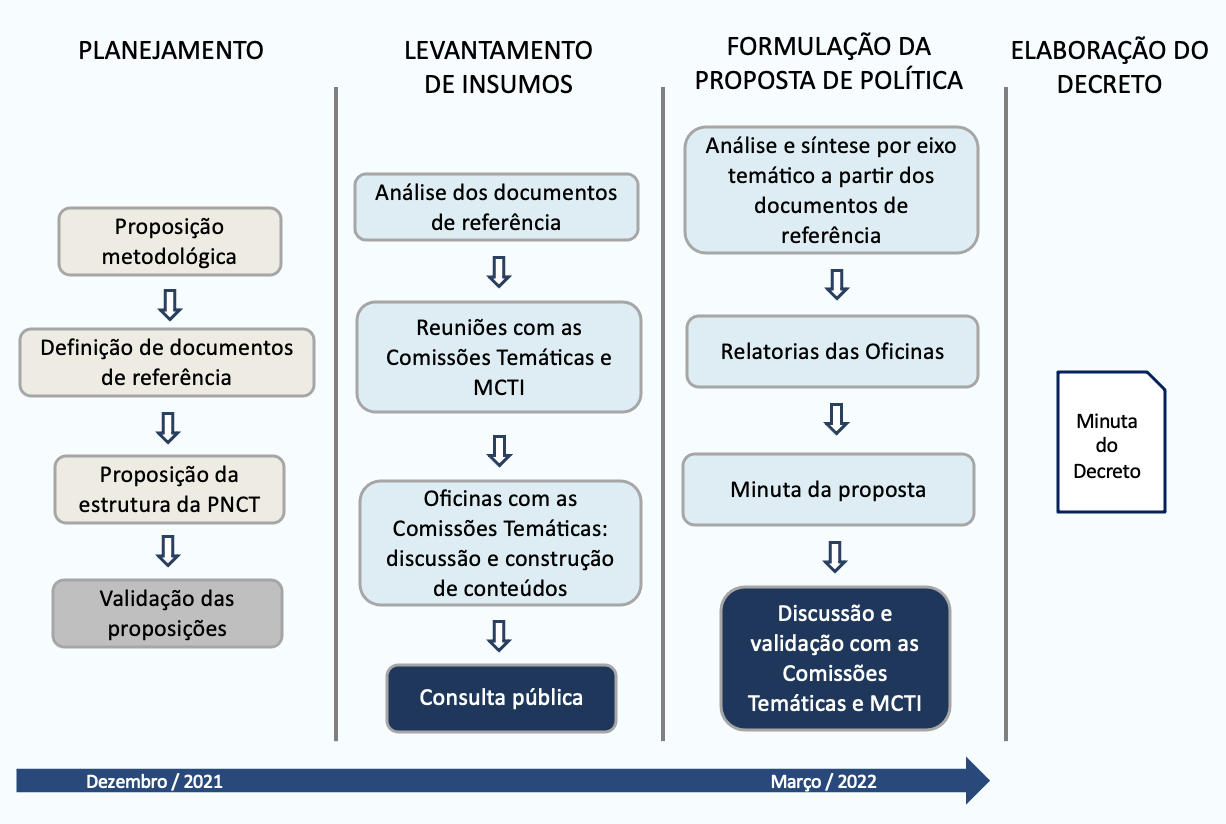 PLANEJAMENTO
Proposição
metodológica
Definição de documentos
de referência
Proposição da
estrutura da PNCT
Validação das
proposições
LEVANTAMENTO
DE INSUMOS
Análise dos documentos
de referência
Reuniões com as
Comissões Temáticas e
MCTI
Oficinas com as
Comissões Temáticas:
discussão e construção
de conteúdos
Consulta pública
FORMULAÇÃO DA
PROPOSTA DE POLÍTICA
Análise e síntese por eixo
temático a partir dos
documentos de
referência
Relatorias das Oficinas
Minuta da proposta
Discussão e
validação com as
Comissões
Temáticas e MCTI
ELABORAÇÃO DO
DECRETO
Minuta
do
Decreto
Dezembro / 2021
Março / 2022